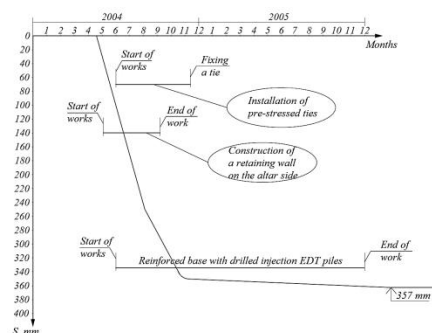 2004 2005
1 2 3 4 5 6 7 8 9 10 11 12 1 2 3 4 5 6 7 8 9 10 11 12
Months
0
20
40
60
80
100
120
140
160
180
200
220
240
260
280
300
320
340
360
380
400
S, mm
Start of
works
Fixing
a tie
Installation of
pre-stressed ties
Start of
works
End of
work
Construction of
a retaining wall
on the altar side
Start of
works
Reinforced base with drilled injection EDT piles
End of
work
357 mm